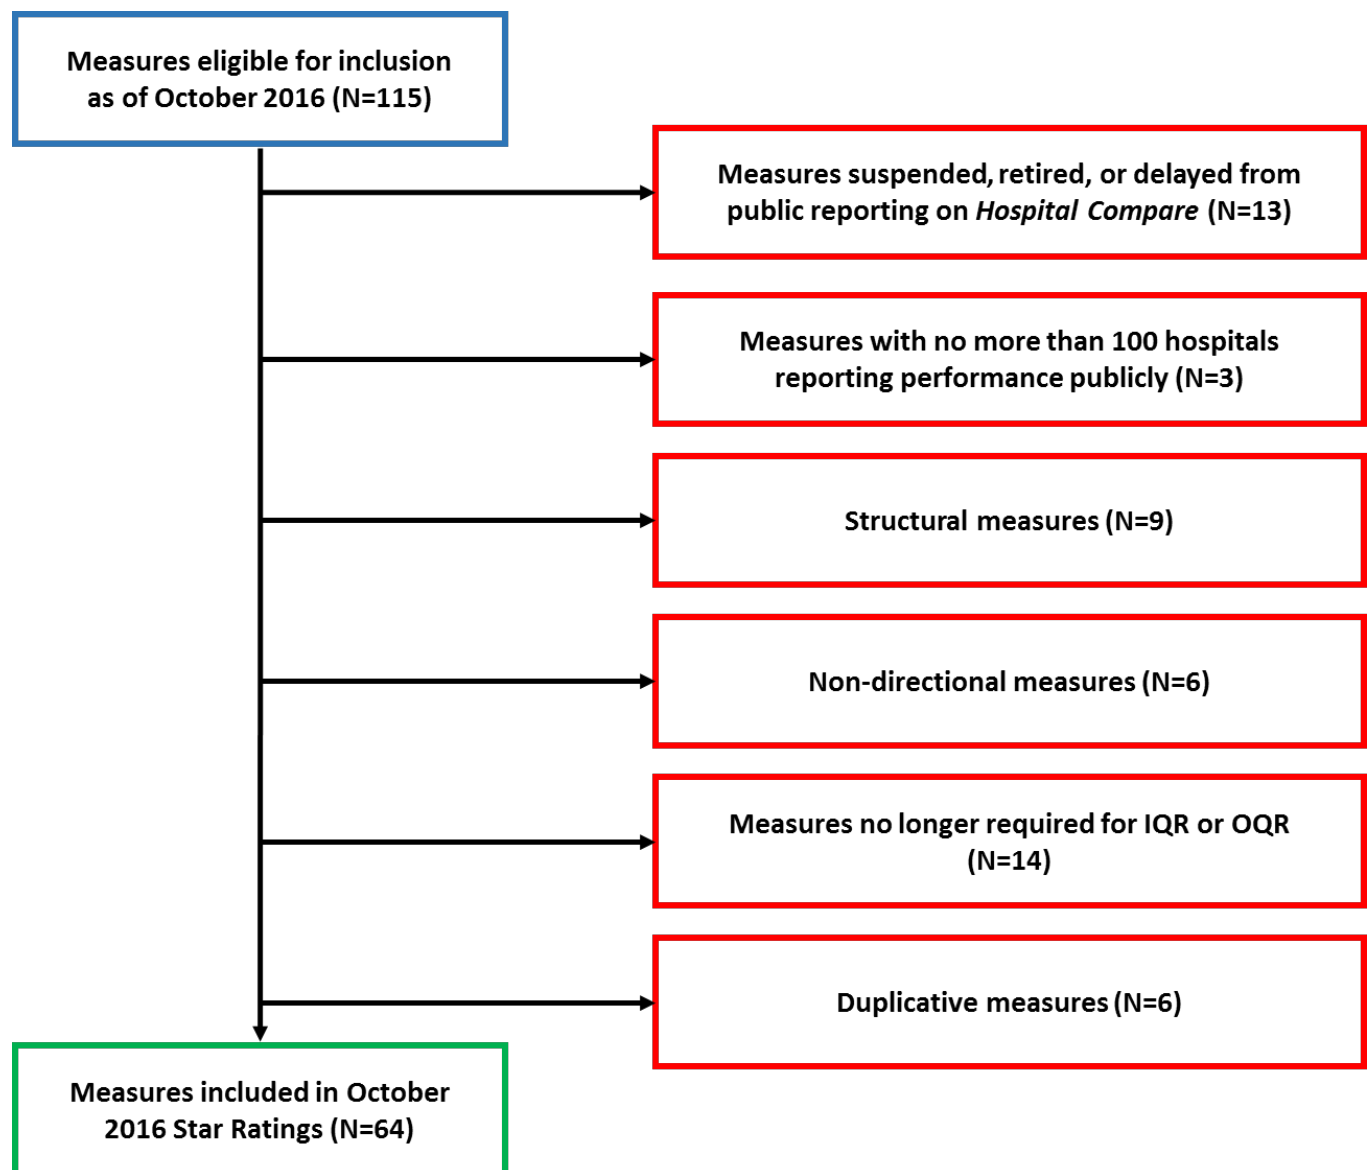 Measures eligible for inclusion
as of October 2016 (N=115)
Measures suspended, retired, or delayed from
public reporting on Hospital Compare (N=13)
Measures with no more than 100 hospitals
reporting performance publicly (N=3)
Structural measures (N=9)
Non-directional measures (N=6)
Measures no longer required for IQR or OQR
(N=14)
Duplicative measures (N=6)
Measures included in October
2016 Star Ratings (N=64)